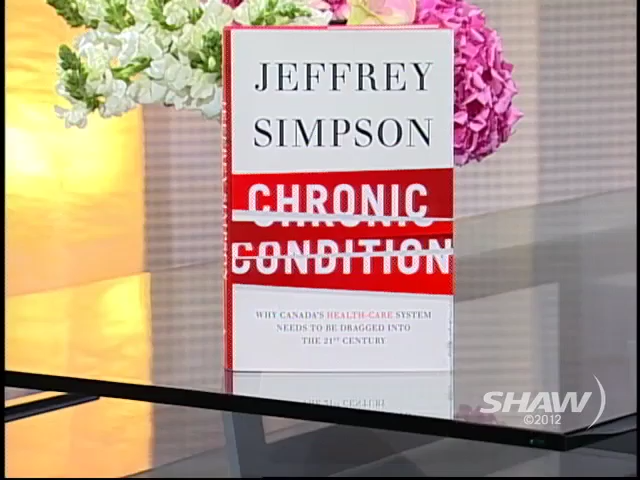 JEFFREY
SIMPSON
CHRONIC
CONDITION
WHY CANADA'S HEALTH-CARE SYSTEM
NEEDS TO BE DRAGGED INTO
THE 21ST CENTURY
SHAW)
©2012